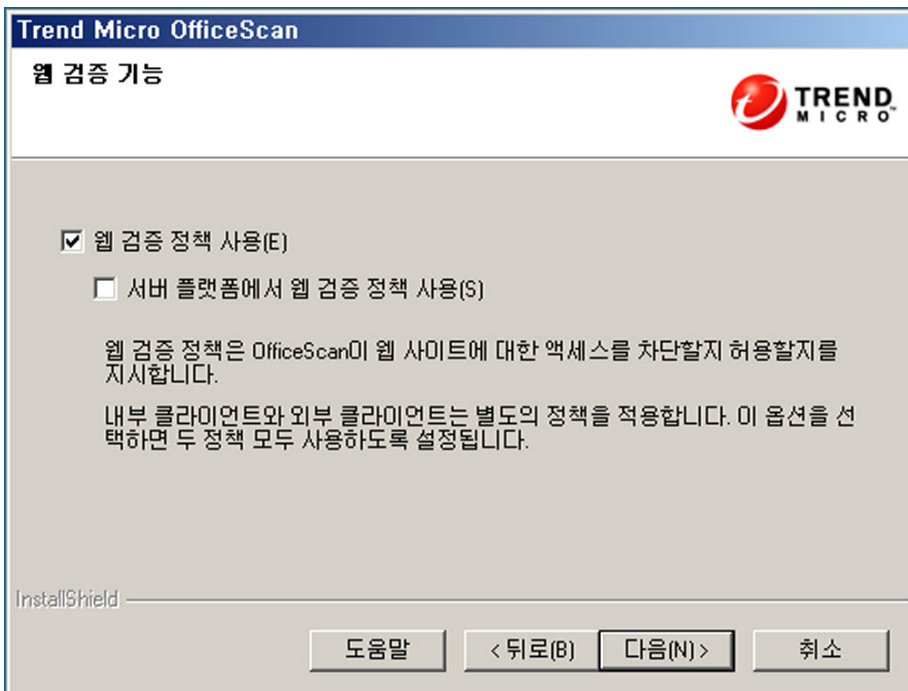 Trend Micro OfficeScan
웹 검증 기능
TREND
MICRO™
웹 검증 정책 사용(E)
서버 플랫폼에서 웹 검증 정책 사용(S)
웹 검증 정책은 OfficeScan이 웹 사이트에 대한 액세스를 차단할지 허용할지를
지시합니다.
내부 클라이언트와 외부 클라이언트는 별도의 정책을 적용합니다. 이 옵션을 선
택하면 두 정책 모두 사용하도록 설정됩니다.
InstallShield
도움말 < 뒤로(B) 다음(N) > 취소